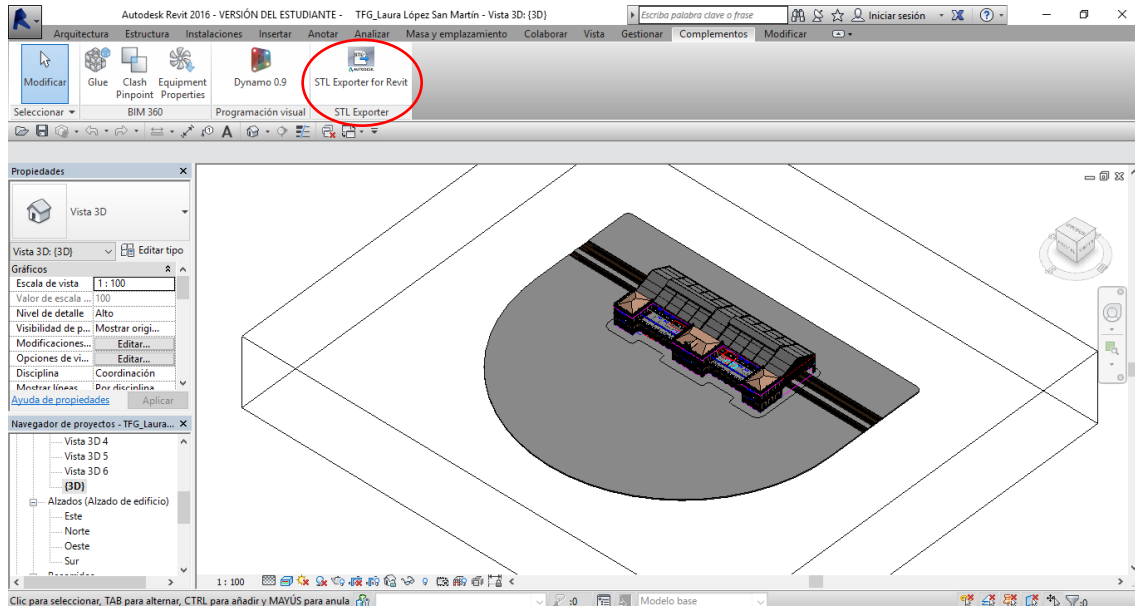 Autodesk Revit 2016 - VERSIÓN DEL ESTUDIANTE - TFG_Laura López San Martín - Vista 3D: {3D}
Escriba palabra clave o frase
Iniciar sesión
Arquitectura Estructura Instalaciones Insertar Anotar Analizar Masa y emplazamiento Colaborar Vista Gestionar Complementos Modificar
Modificar
Glue
Clash Pinpoint
Equipment Properties
Dynamo 0.9
STL Exporter for Revit
Seleccionar
BIM 360
Programación visual
STL Exporter
Propiedades
Vista 3D
Vista 3D: {3D}
Editar tipo
Gráficos
Escala de vista 1 : 100
Valor de escala ... 100
Nivel de detalle Alto
Visibilidad de p... Mostrar origi...
Modificaciones... Editar...
Opciones de vi... Editar...
Disciplina Coordinación
Mostrar líneas Por disciplina
Ayuda de propiedades Aplicar
Navegador de proyectos - TFG_Laura...
Vista 3D 4
Vista 3D 5
Vista 3D 6
{3D}
Alzados (Alzado de edificio)
Este
Norte
Oeste
Sur
1 : 100
Clic para seleccionar, TAB para alternar, CTRL para añadir y MAYÚS para anula
:0
Modelo base
:0